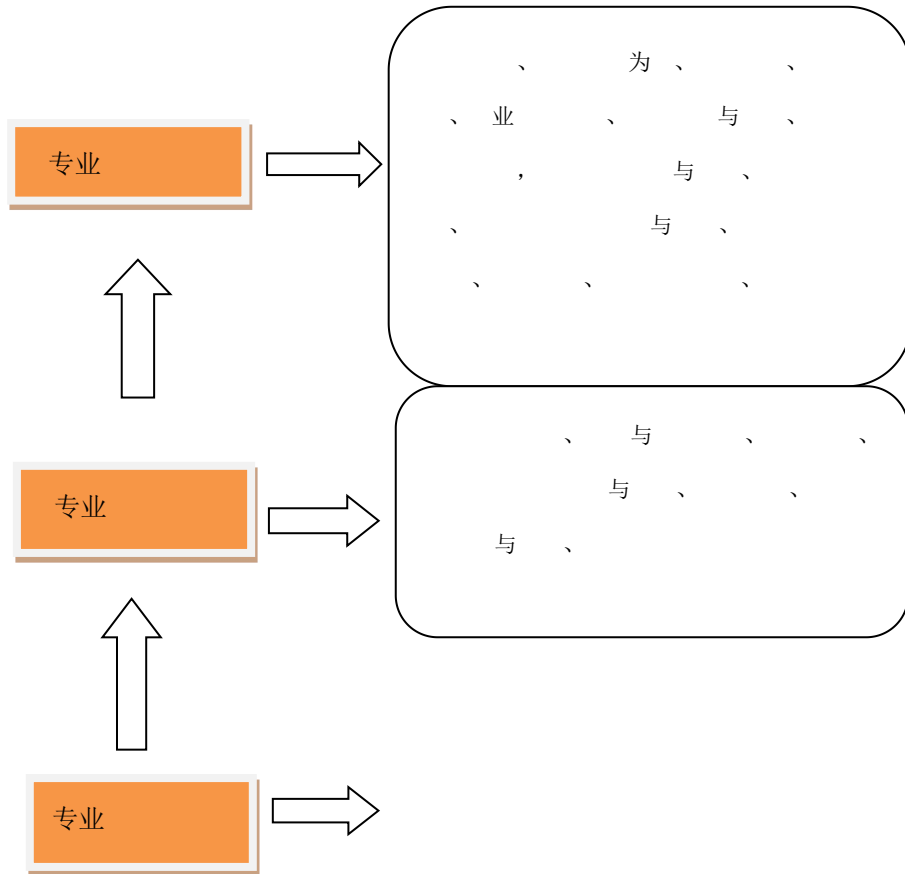 专业
、 为 、 、
、 业 、 与 、
， 与 、
、 与 、
、 、 、
专业
、 与 、 、
与 、 、
与 、
专业